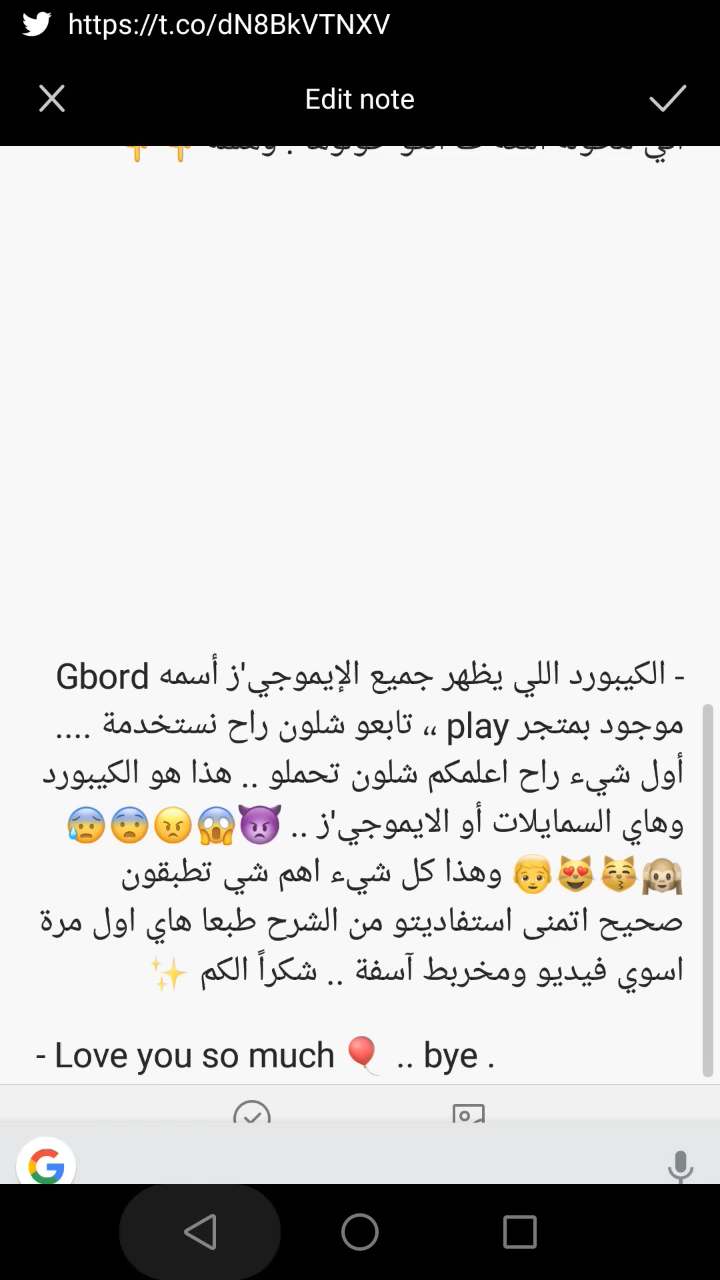 https://t.co/dN8BkVTNXV
Edit note
- الكيبورد اللي يظهر جميع الإيموجي'ز أسمه Gbord
موجود بمتجر play ،، تابعو شلون راح نستخدمة ....
أول شيء راح اعلمكم شلون تحملو .. هذا هو الكيبورد
وهاي السمايلات أو الايموجي'ز .. 👿😱😠😨😰
🙉😽😻👨 وهذا كل شيء اهم شي تطبقون
صحيح اتمنى استفاديتو من الشرح طبعا هاي اول مرة
اسوي فيديو ومخربط آسفة .. شكراً الكم ✨
- Love you so much 🎈 .. bye .